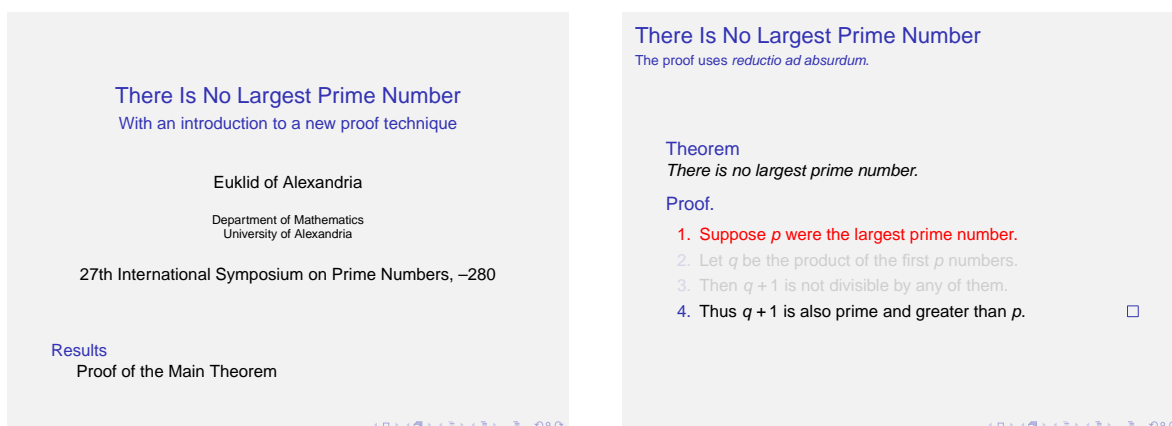 There Is No Largest Prime Number
With an introduction to a new proof technique
Euklid of Alexandria
Department of Mathematics
University of Alexandria
27th International Symposium on Prime Numbers, –280
Results
Proof of the Main Theorem
There Is No Largest Prime Number
The proof uses reductio ad absurdum.
Theorem
There is no largest prime number.
Proof.
1. Suppose p were the largest prime number.
2. Let q be the product of the first p numbers.
3. Then q + 1 is not divisible by any of them.
4. Thus q + 1 is also prime and greater than p. □